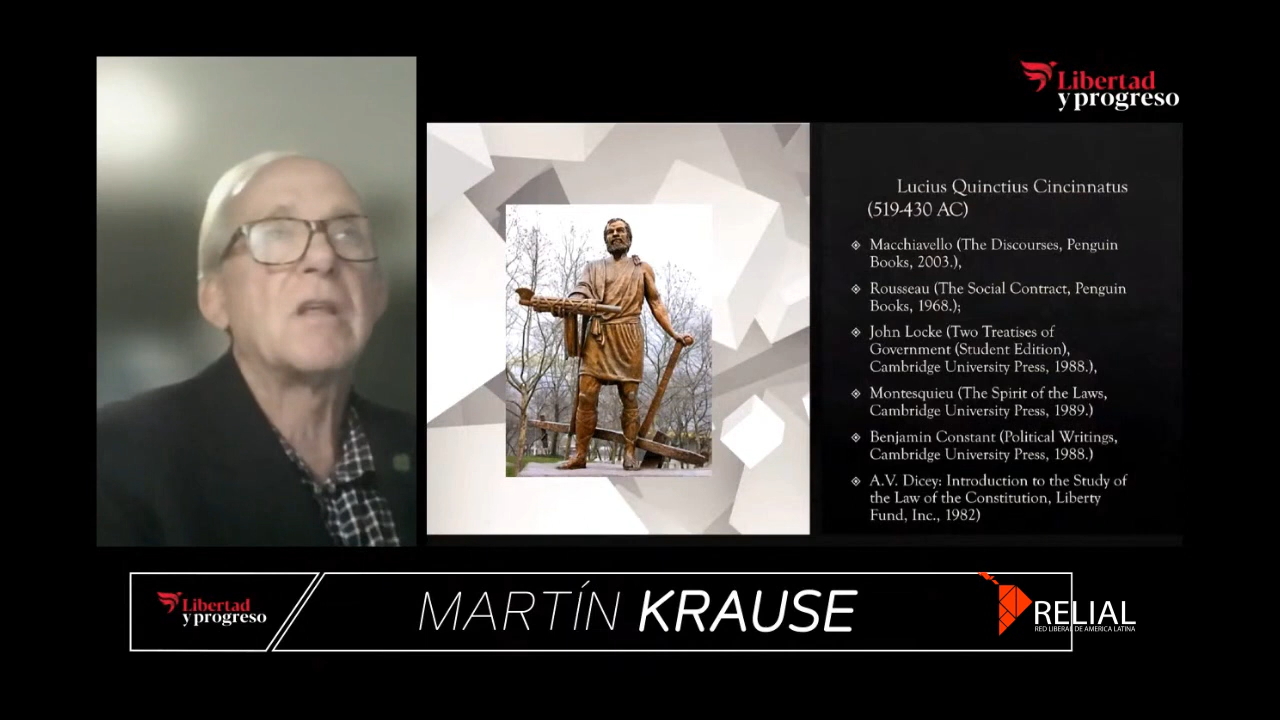 Libertad
y progreso
Lucius Quinctius Cincinnatus
(519-430 AC)
Macchiavello (The Discourses, Penguin
Books, 2003.),
Rousseau (The Social Contract, Penguin
Books, 1968.);
John Locke (Two Treatises of
Government (Student Edition),
Cambridge University Press, 1988.),
Montesquieu (The Spirit of the Laws,
Cambridge University Press, 1989.)
Benjamin Constant (Political Writings,
Cambridge University Press, 1988.)
A.V. Dicey: Introduction to the Study of
the Law of the Constitution, Liberty
Fund, Inc., 1982)
Libertad
y progreso
MARTÍN KRAUSE
RELIAL
RED LIBERAL DE AMERICA LATINA